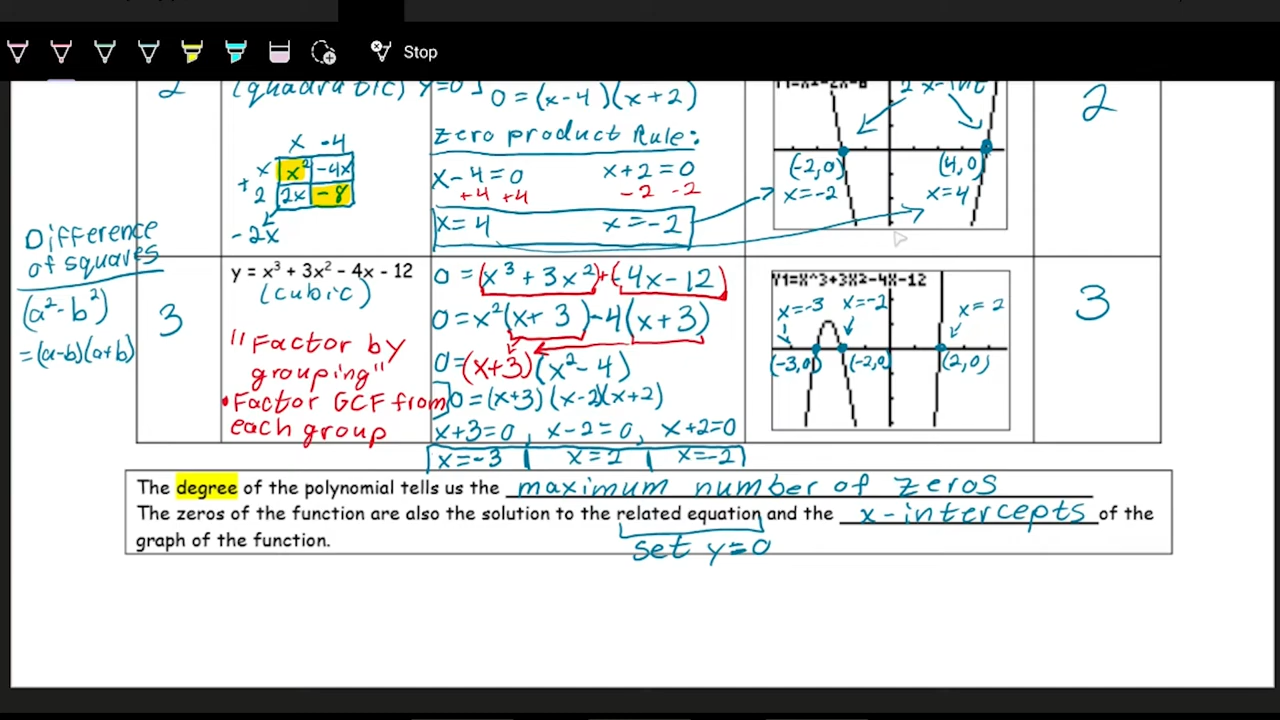 Stop
2
(quadratic) y=0
0=(x-4)(x+2)
2 x-int
2
zero product Rule:
x -4
x x² -4x
+2 2x -8
-2x
x-4=0 x+2=0
+4 +4 -2 -2
x=4 x=-2
(-2,0) (4,0)
x=-2 x=4
Difference
of squares
(a²-b²)
=(a-b)(a+b)
3
y = x³ + 3x² - 4x - 12
(cubic)
"Factor by
grouping"
•Factor GCF from
each group
0=(x³+3x²)+(-4x-12)
0=x²(x+3)-4(x+3)
0=(x+3)(x²-4)
0=(x+3)(x-2)(x+2)
x+3=0, x-2=0, x+2=0
x=-3 x=2 x=-2
Y1=X^3+3X2-4X-12
x=-3 x=-2 x=2
(-3,0) (-2,0) (2,0)
3
The degree of the polynomial tells us the maximum number of zeros
The zeros of the function are also the solution to the related equation and the x-intercepts of the
graph of the function.
set y=0